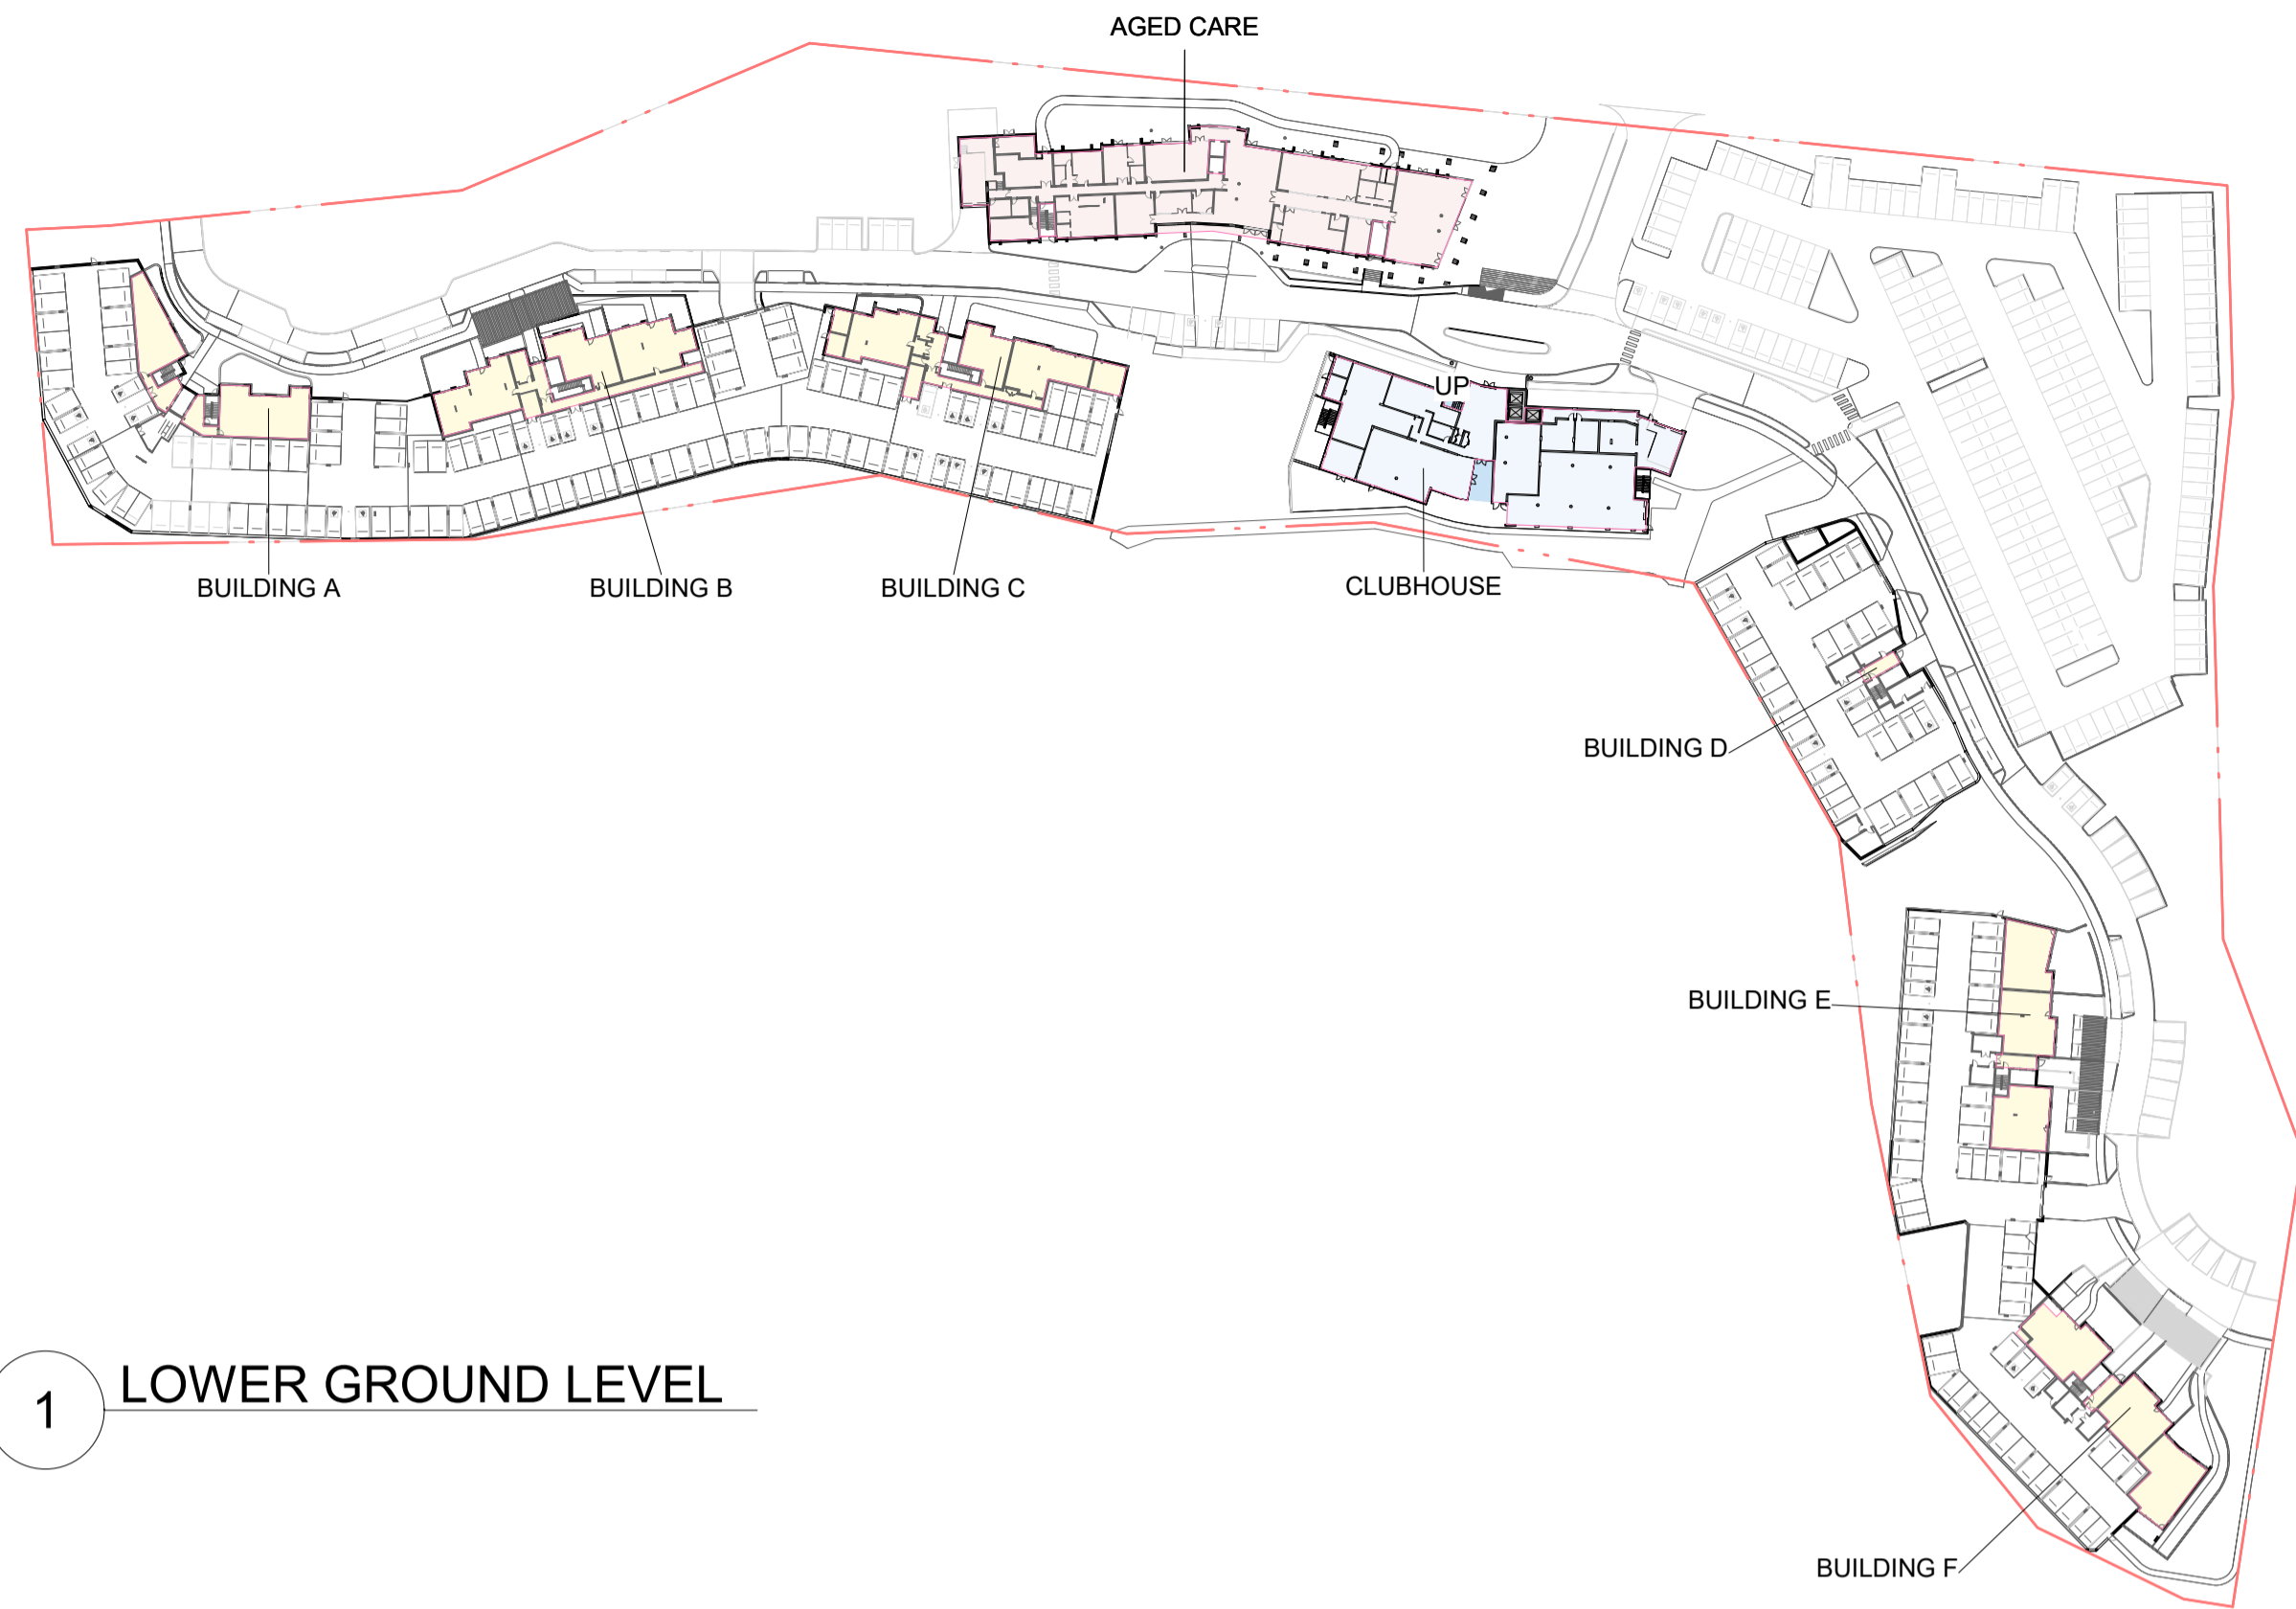 AGED CARE
UP
BUILDING A
BUILDING B
BUILDING C
CLUBHOUSE
BUILDING D
BUILDING E
1
LOWER GROUND LEVEL
BUILDING F